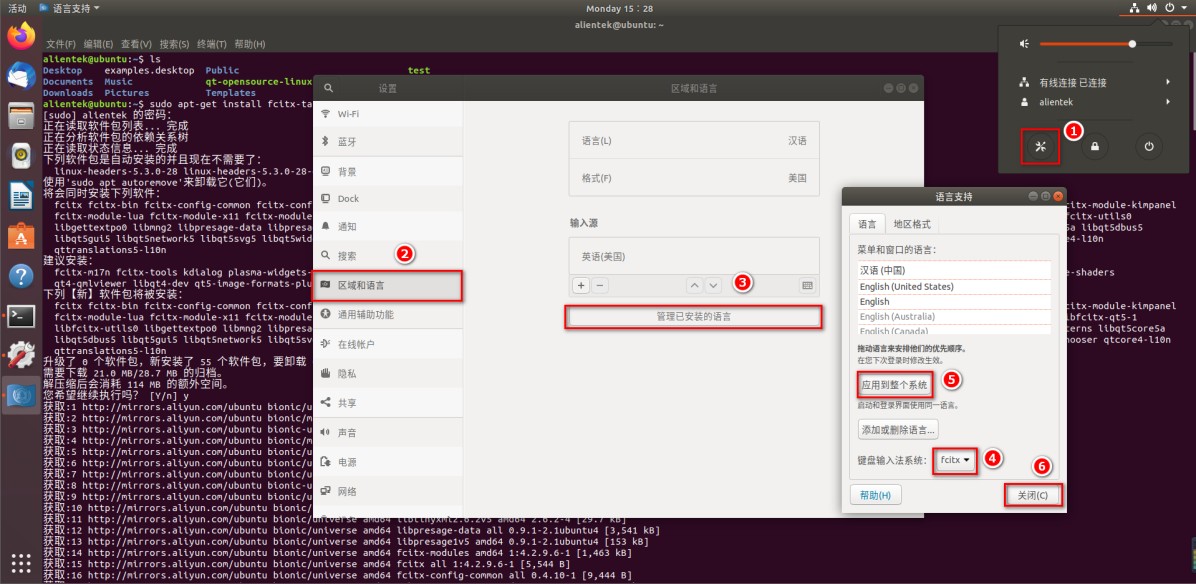 活动
语言支持
Monday 15：28
alientek@ubuntu: ~
文件(F) 编辑(E) 查看(V) 搜索(S) 终端(T) 帮助(H)
alientek@ubuntu:~$ ls
Desktop examples.desktop Public test
Documents Music qt-opensource-linux
Downloads Pictures Templates
alientek@ubuntu:~$ sudo apt-get install fcitx-ta
[sudo] alientek 的密码：
正在读取软件包列表... 完成
正在分析软件包的依赖关系树
正在读取状态信息... 完成
下列软件包是自动安装的并且现在不需要了：
linux-headers-5.3.0-28 linux-headers-5.3.0-28-
使用'sudo apt autoremove'来卸载它(它们)。
将会同时安装下列软件：
fcitx fcitx-bin fcitx-config-common fcitx-conf
fcitx-module-lua fcitx-module-x11 fcitx-module
libgettextpo0 libmng2 libpresage-data libpresa
libqt5gui5 libqt5network5 libqt5svg5 libqt5wid
qttranslations5-l10n
建议安装：
fcitx-m17n fcitx-tools kdialog plasma-widgets-
qt4-qmlviewer libqt4-dev qt5-image-formats-plu
下列【新】软件包将被安装：
fcitx fcitx-bin fcitx-config-common fcitx-conf
fcitx-module-lua fcitx-module-x11 fcitx-module
libfcitx-utils0 libgettextpo0 libmng2 libpresa
libqt5dbus5 libqt5gui5 libqt5network5 libqt5sv
qttranslations5-l10n
升级了 0 个软件包，新安装了 55 个软件包，要卸载
需要下载 21.0 MB/28.7 MB 的归档。
解压缩后会消耗 114 MB 的额外空间。
您希望继续执行吗？ [Y/n] y
获取:1 http://mirrors.aliyun.com/ubuntu bionic/u
获取:2 http://mirrors.aliyun.com/ubuntu bionic/m
获取:3 http://mirrors.aliyun.com/ubuntu bionic-u
获取:4 http://mirrors.aliyun.com/ubuntu bionic/m
获取:5 http://mirrors.aliyun.com/ubuntu bionic/u
获取:6 http://mirrors.aliyun.com/ubuntu bionic/u
获取:7 http://mirrors.aliyun.com/ubuntu bionic/u
获取:8 http://mirrors.aliyun.com/ubuntu bionic-u
获取:9 http://mirrors.aliyun.com/ubuntu bionic/u
获取:10 http://mirrors.aliyun.com/ubuntu bionic/
获取:11 http://mirrors.aliyun.com/ubuntu bionic/universe amd64 libtinyxml2.6.2v5 amd64 2.6.2-4 [29.7 kB]
获取:12 http://mirrors.aliyun.com/ubuntu bionic/universe amd64 libpresage-data all 0.9.1-2.1ubuntu4 [3,541 kB]
获取:13 http://mirrors.aliyun.com/ubuntu bionic/universe amd64 libpresage1v5 amd64 0.9.1-2.1ubuntu4 [153 kB]
获取:14 http://mirrors.aliyun.com/ubuntu bionic/universe amd64 fcitx-modules amd64 1:4.2.9.6-1 [1,463 kB]
获取:15 http://mirrors.aliyun.com/ubuntu bionic/universe amd64 fcitx all 1:4.2.9.6-1 [5,544 B]
获取:16 http://mirrors.aliyun.com/ubuntu bionic/universe amd64 fcitx-config-common all 0.4.10-1 [9,444 B]
设置
区域和语言
Wi-Fi
蓝牙
背景
Dock
通知
搜索
2
区域和语言
通用辅助功能
在线帐户
隐私
共享
声音
电源
网络
语言(L) 汉语
格式(F) 美国
输入源
英语(美国)
3
管理已安装的语言
有线连接 已连接
alientek
1
语言支持
语言 地区格式
菜单和窗口的语言：
汉语 (中国)
English (United States)
English
English (Australia)
English (Canada)
拖动语言来安排他们的优先顺序。
在您下次登录时修改生效。
应用到整个系统
5
启动和登录界面使用同一语言。
添加或删除语言...
键盘输入法系统：
fcitx
4
6
帮助(H)
关闭(C)
tx-module-kimpanel
fcitx-utils0
5a libqt5dbus5
e4-l10n
e-shaders
tx-module-kimpanel
bfcitx-qt5-1
terns libqt5core5a
hooser qtcore4-l10n